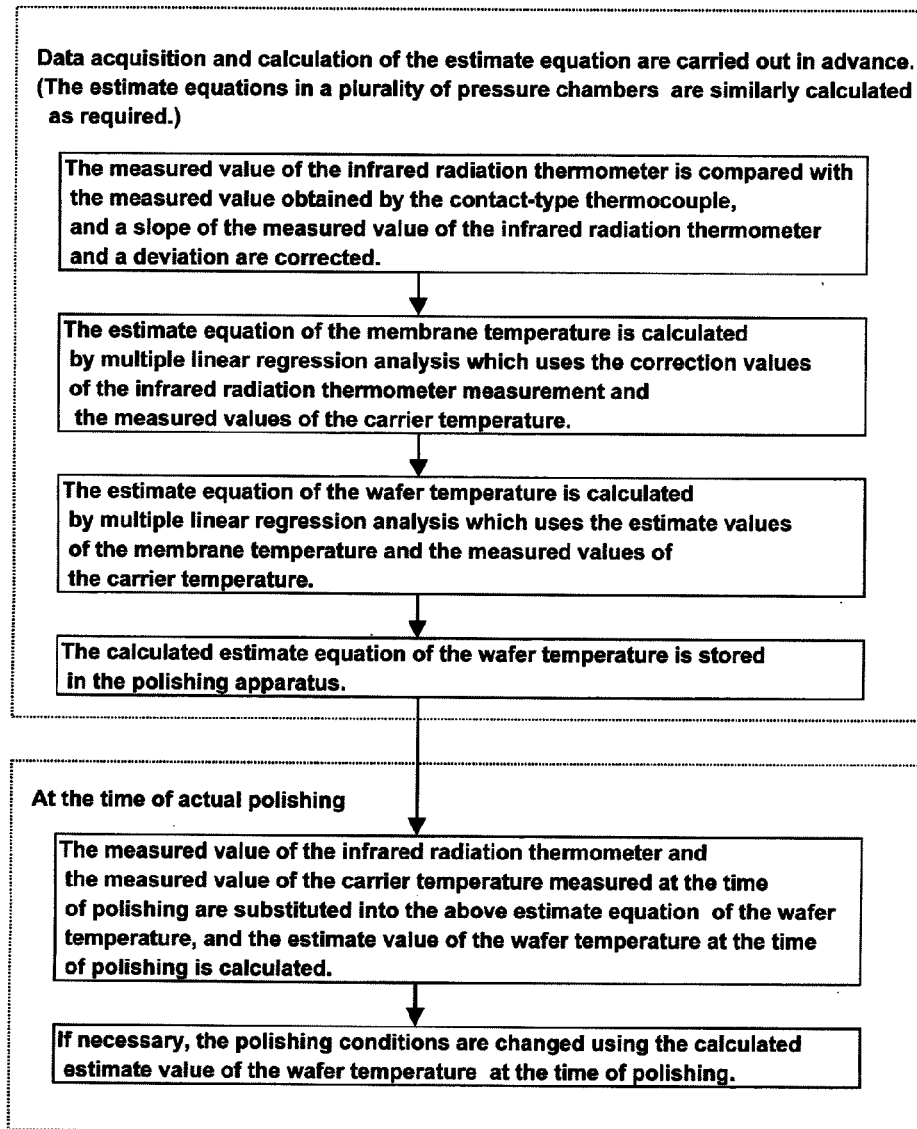 Data acquisition and calculation of the estimate equation are carried out in advance.
(The estimate equations in a plurality of pressure chambers are similarly calculated
as required.)
The measured value of the infrared radiation thermometer is compared with
the measured value obtained by the contact-type thermocouple,
and a slope of the measured value of the infrared radiation thermometer
and a deviation are corrected.
The estimate equation of the membrane temperature is calculated
by multiple linear regression analysis which uses the correction values
of the infrared radiation thermometer measurement and
the measured values of the carrier temperature.
The estimate equation of the wafer temperature is calculated
by multiple linear regression analysis which uses the estimate values
of the membrane temperature and the measured values of
the carrier temperature.
The calculated estimate equation of the wafer temperature is stored
in the polishing apparatus.
At the time of actual polishing
The measured value of the infrared radiation thermometer and
the measured value of the carrier temperature measured at the time
of polishing are substituted into the above estimate equation of the wafer
temperature, and the estimate value of the wafer temperature at the time
of polishing is calculated.
If necessary, the polishing conditions are changed using the calculated
estimate value of the wafer temperature at the time of polishing.